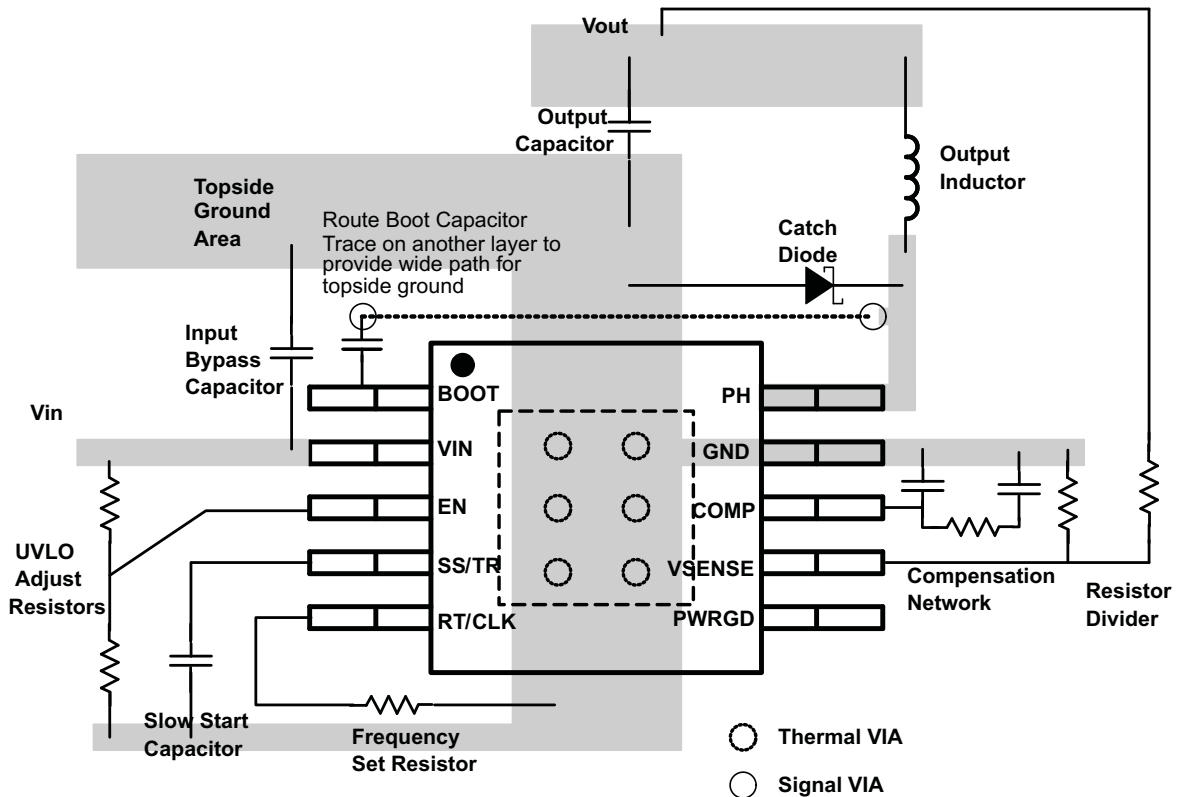 Vout
Output
Capacitor
Output
Inductor
Topside
Ground
Area
Route Boot Capacitor
Trace on another layer to
provide wide path for
topside ground
Catch
Diode
Input
Bypass
Capacitor
Vin
BOOT
VIN
EN
SS/TR
RT/CLK
PH
GND
COMP
VSENSE
PWRGD
UVLO
Adjust
Resistors
Compensation
Network
Resistor
Divider
Slow Start
Capacitor
Frequency
Set Resistor
Thermal VIA
Signal VIA